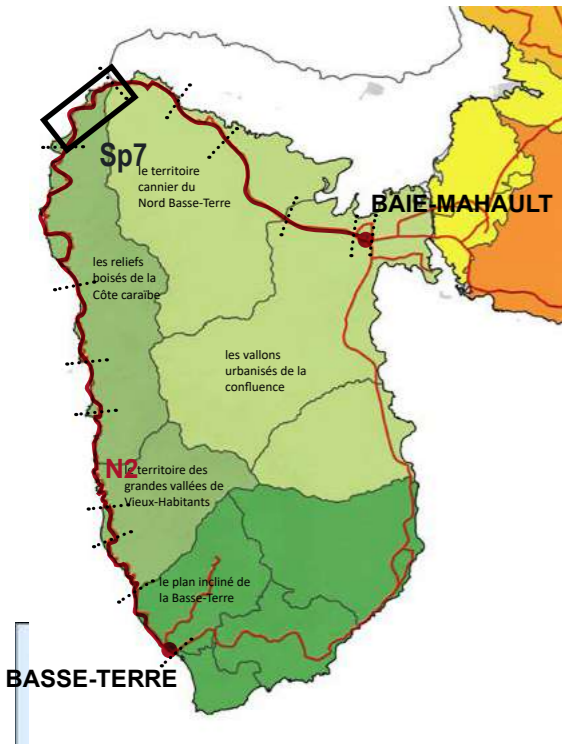 Sp7
le territoire
cannier du
Nord Basse-Terre
BAIE-MAHAULT
les reliefs
boisés de la
Côte caraïbe
les vallons
urbanisés de la
confluence
N2
le territoire des
grandes vallées de
Vieux-Habitants
le plan incliné de
la Basse-Terre
BASSE-TERRE